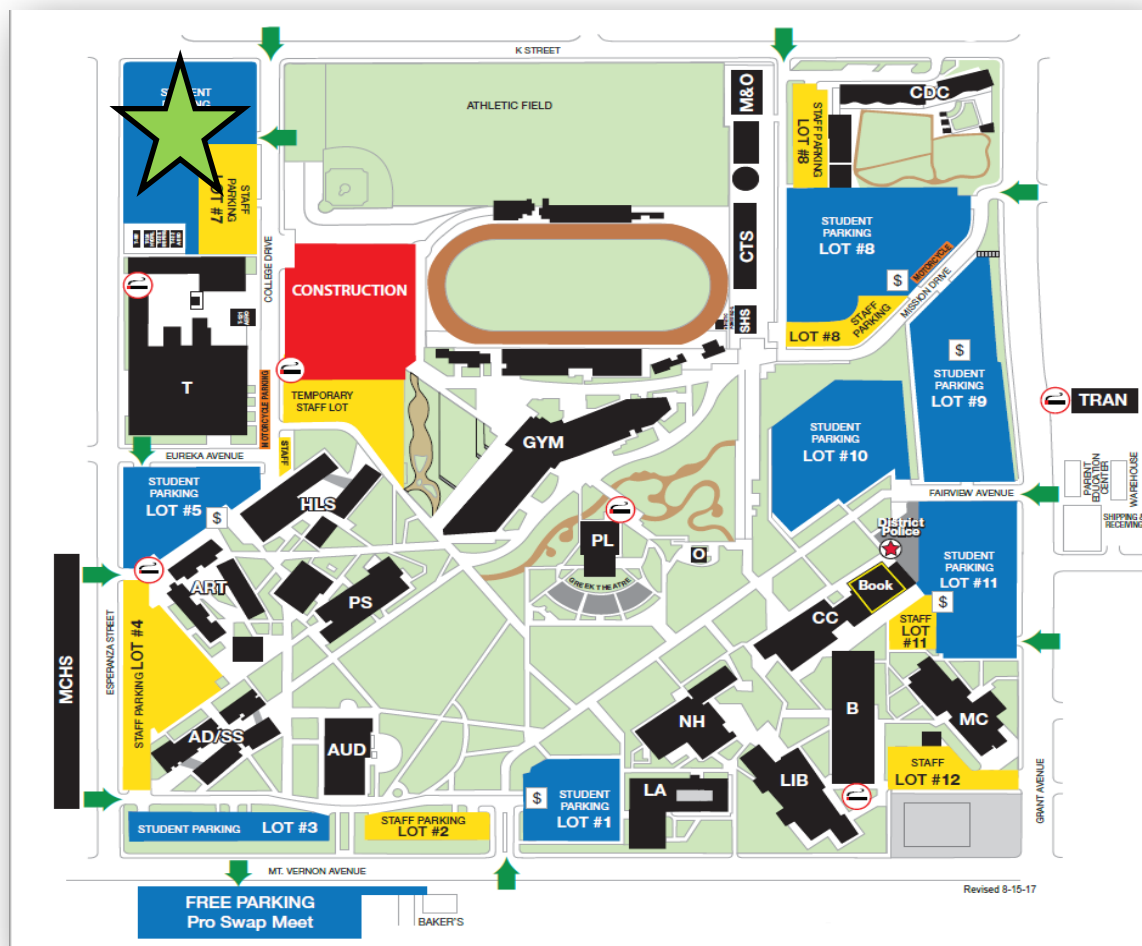 K STREET
STUDENT
ATHLETIC FIELD
M&O
CDC
STAFF PARKING
LOT #8
STAFF
PARKING
LOT #7
COLLEGE DRIVE
CTS
STUDENT
PARKING
LOT #8
$
MOTORCYCLE
MISSION DRIVE
CONSTRUCTION
SHS
LOT #8
STAFF
PARKING
$
STUDENT
PARKING
LOT #9
T
MOTORCYCLE PARKING
TEMPORARY
STAFF LOT
TRAN
GYM
STUDENT
PARKING
LOT #10
EUREKA AVENUE
STAFF
PARENT
EDUCATION
CENTER
WAREHOUSE
STUDENT
PARKING
LOT #5
$
HLS
FAIRVIEW AVENUE
SHIPPING &
RECEIVING
District
Police
PL
O
STUDENT
PARKING
LOT #11
ART
GREEK THEATRE
Book
$
PS
CC
STAFF
LOT
#11
MCHS
ESPERANZA STREET
STAFF PARKING LOT #4
NH
B
MC
AD/SS
AUD
LIB
STAFF
LOT #12
LA
$
STUDENT
PARKING
LOT #1
GRANT AVENUE
STUDENT PARKING LOT #3
STAFF PARKING
LOT #2
MT. VERNON AVENUE
Revised 8-15-17
FREE PARKING
Pro Swap Meet
BAKER'S